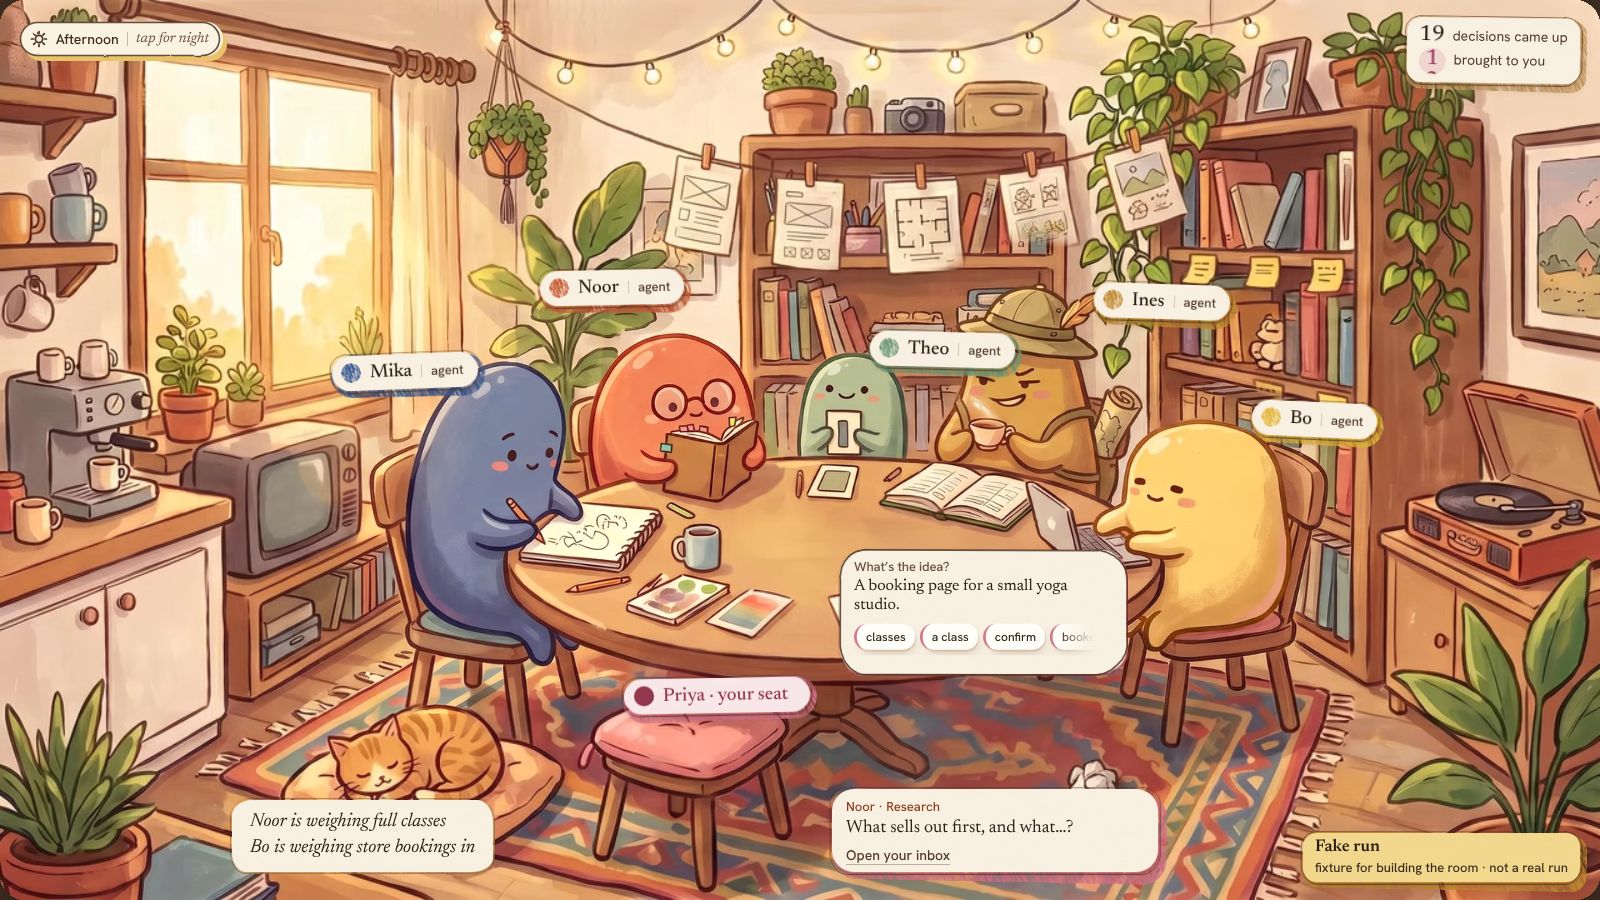 Afternoon tap for night
19 decisions came up
1 brought to you
Noor agent
Ines agent
Theo agent
Mika agent
Bo agent
What's the idea?
A booking page for a small yoga
studio.
classes a class confirm
Priya · your seat
Noor is weighing full classes
Bo is weighing store bookings in
Noor · Research
What sells out first, and what...?
Open your inbox
Fake run
fixture for building the room · not a real run